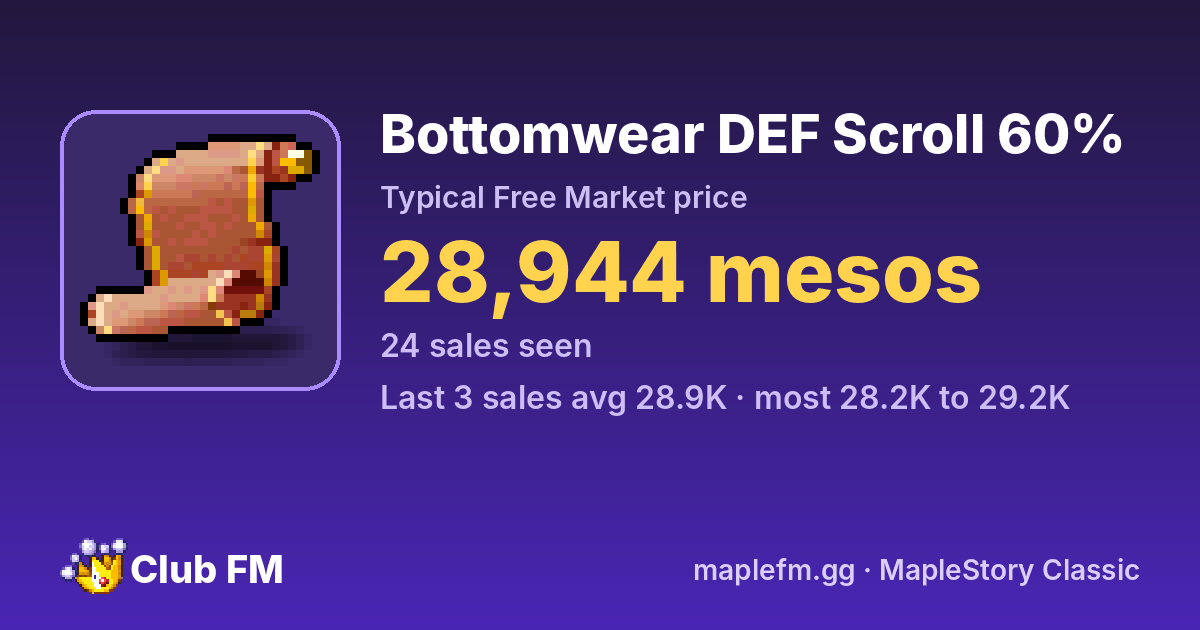 Bottomwear DEF Scroll 60%
Typical Free Market price
28,944 mesos
24 sales seen
Last 3 sales avg 28.9K · most 28.2K to 29.2K
Club FM
maplefm.gg · MapleStory Classic